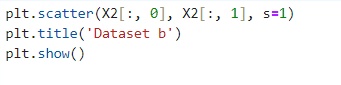 plt.scatter(X2[:, 0], X2[:, 1], s=1)
plt.title('Dataset b')
plt.show()